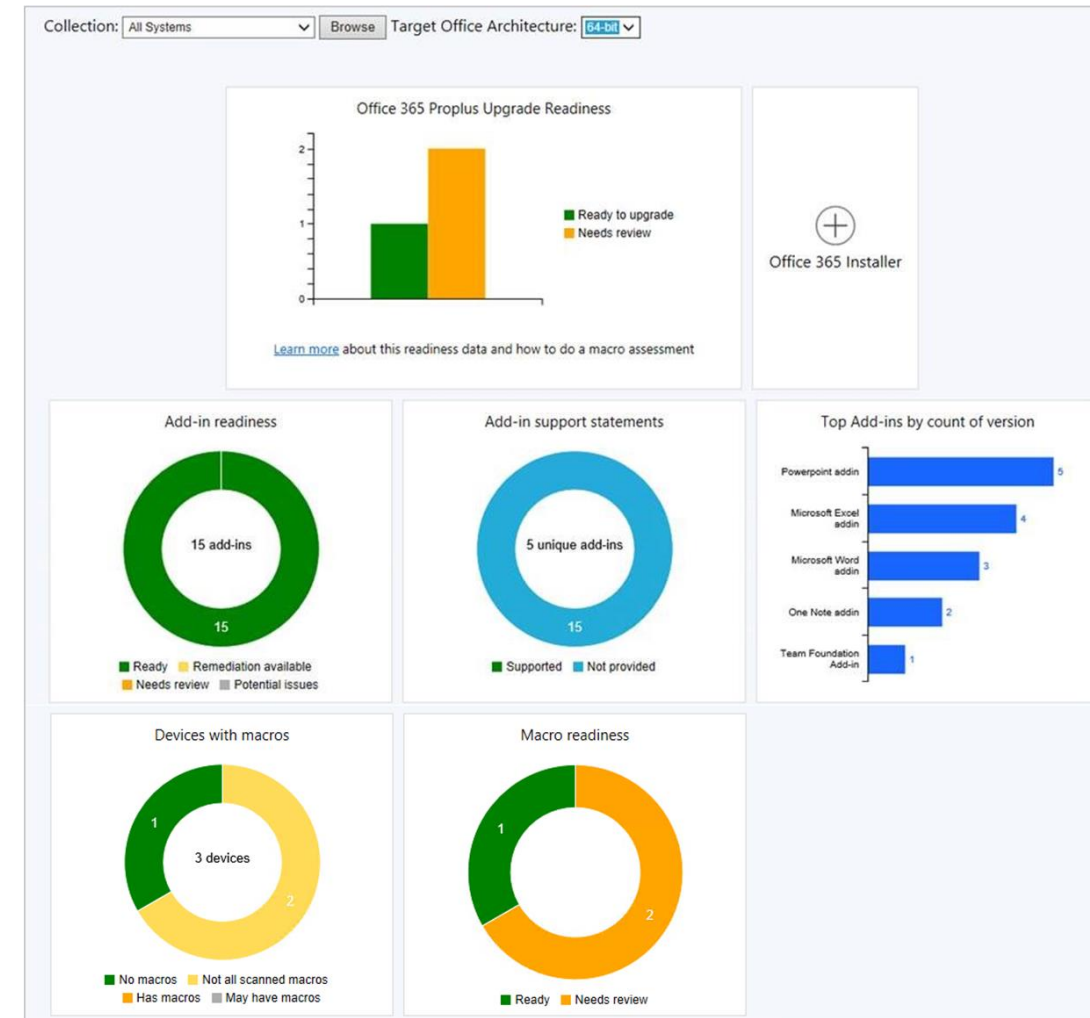 Collection: All Systems Browse Target Office Architecture: 64-bit
Office 365 Proplus Upgrade Readiness
2
1
0
Ready to upgrade
Needs review
Learn more about this readiness data and how to do a macro assessment
Office 365 Installer
Add-in readiness
15 add-ins
15
Ready Remediation available
Needs review Potential issues
Add-in support statements
5 unique add-ins
15
Supported Not provided
Top Add-ins by count of version
Powerpoint addin 5
Microsoft Excel
addin
4
Microsoft Word
addin
3
One Note addin 2
Team Foundation
Add-in
1
Devices with macros
1
3 devices
2
No macros Not all scanned macros
Has macros May have macros
Macro readiness
1
2
Ready Needs review